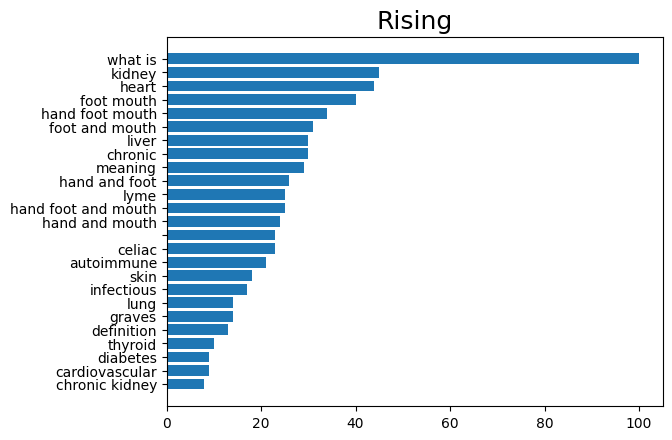 Rising
what is
kidney
heart
foot mouth
hand foot mouth
foot and mouth
liver
chronic
meaning
hand and foot
lyme
hand foot and mouth
hand and mouth
celiac
autoimmune
skin
infectious
lung
graves
definition
thyroid
diabetes
cardiovascular
chronic kidney
0 20 40 60 80 100